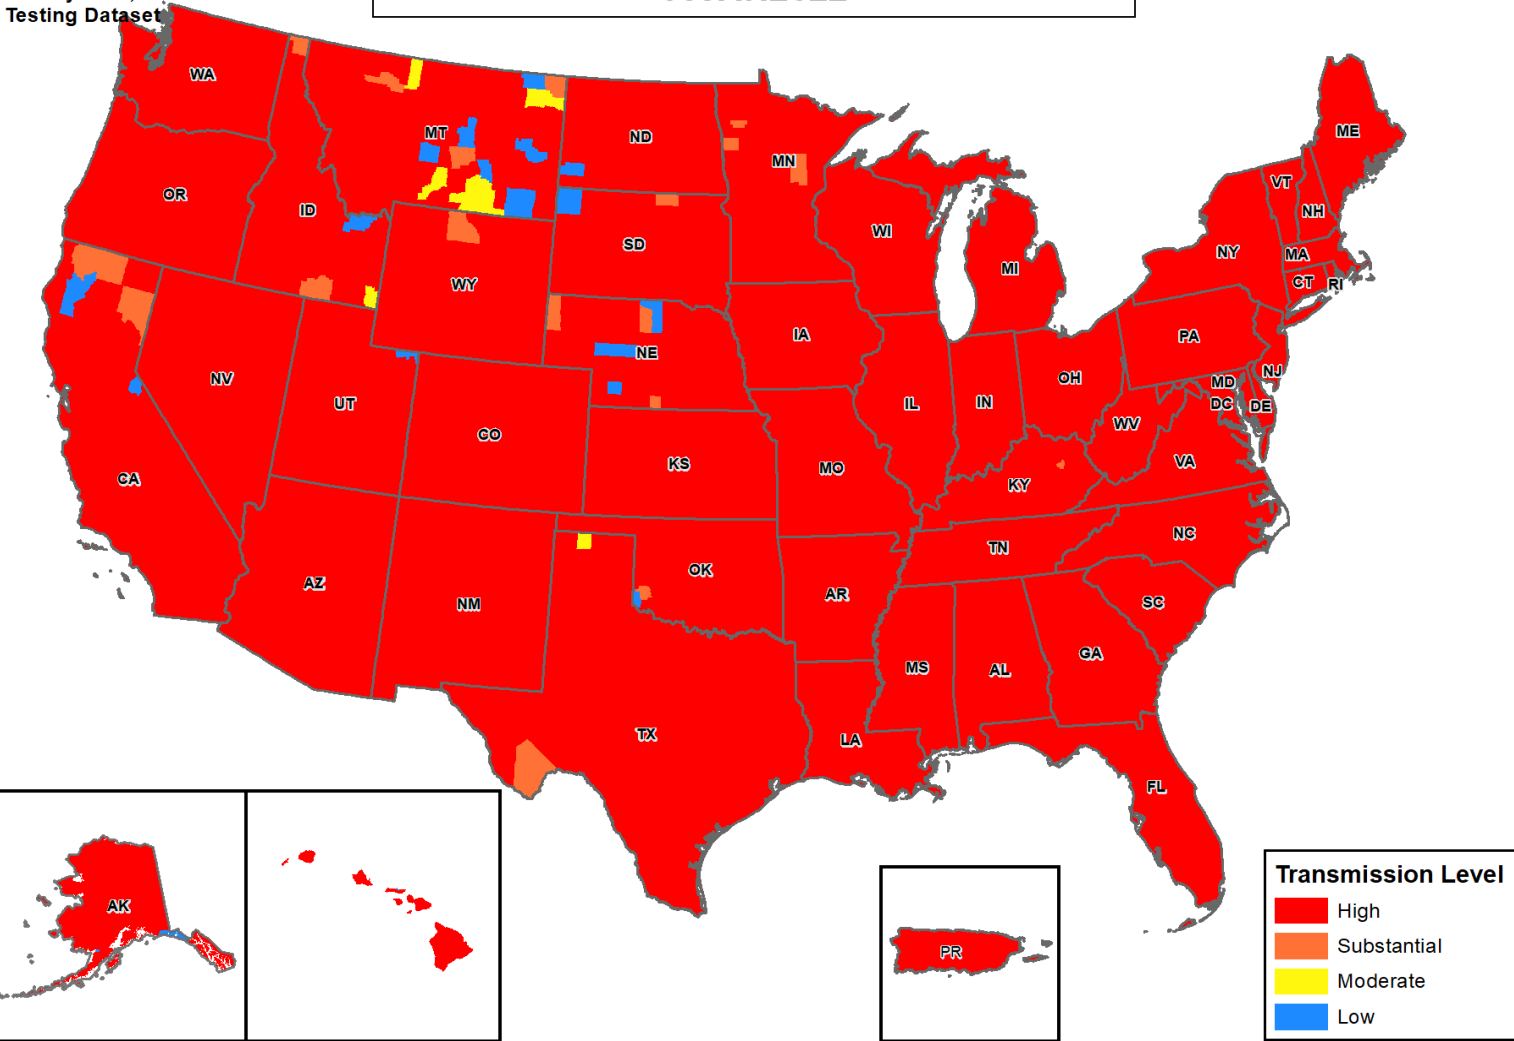 Testing Dataset
WA
MT
ND
MN
ME
OR
ID
SD
WI
VT
NH
NY
MA
MI
CT
RI
WY
IA
PA
NE
NV
UT
OH
NJ
MD
DC
DE
CO
IL
IN
WV
CA
KS
MO
KY
VA
AZ
NM
OK
AR
TN
NC
SC
MS
AL
GA
TX
LA
FL
AK
PR
Transmission Level
High
Substantial
Moderate
Low